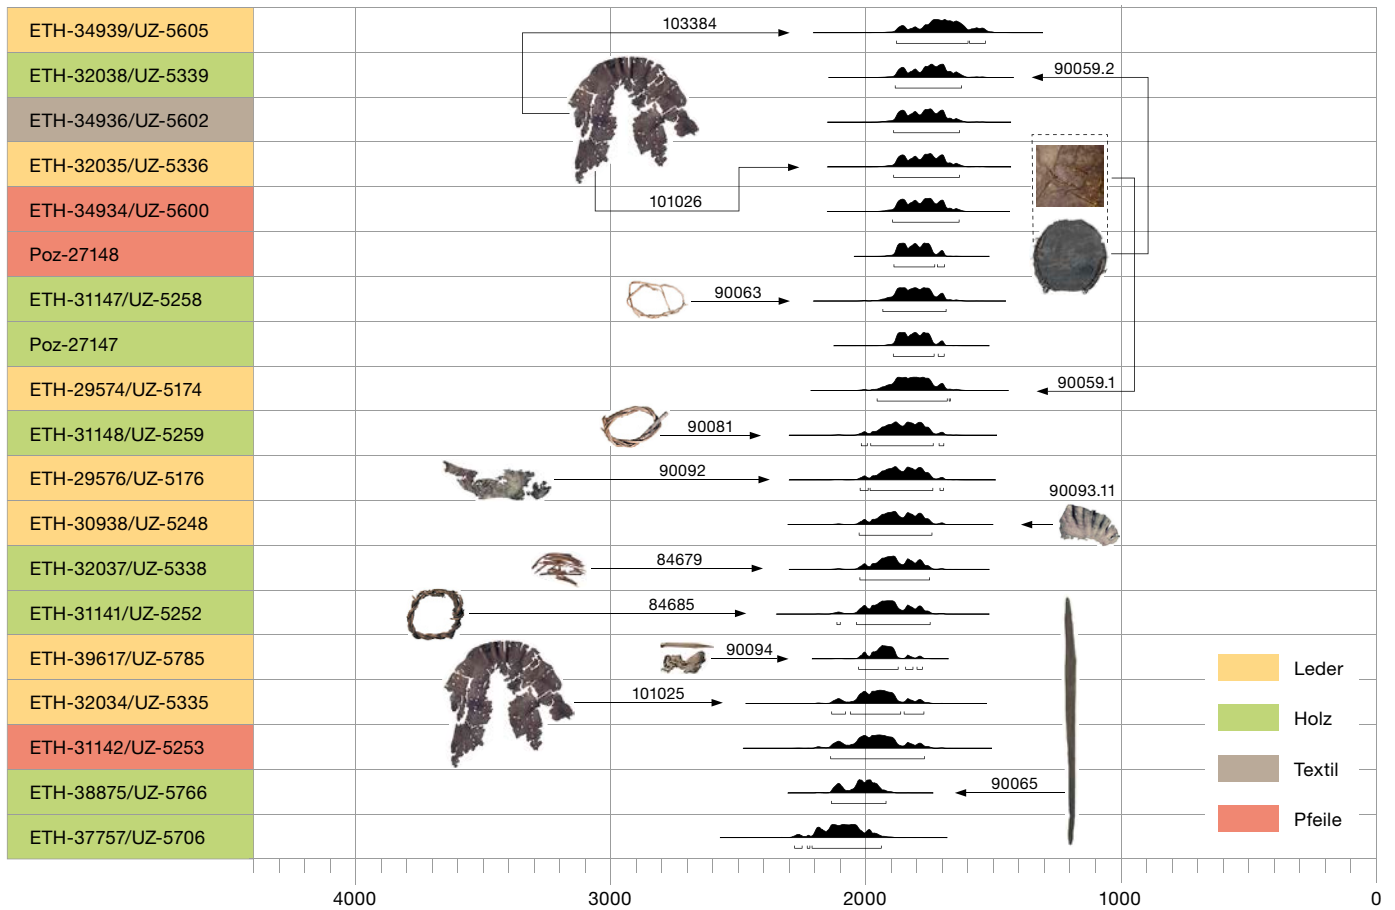 ETH-34939/UZ-5605
103384
ETH-32038/UZ-5339
90059.2
ETH-34936/UZ-5602
ETH-32035/UZ-5336
ETH-34934/UZ-5600
101026
Poz-27148
ETH-31147/UZ-5258
90063
Poz-27147
ETH-29574/UZ-5174
90059.1
ETH-31148/UZ-5259
90081
ETH-29576/UZ-5176
90092
90093.11
ETH-30938/UZ-5248
ETH-32037/UZ-5338
84679
ETH-31141/UZ-5252
84685
ETH-39617/UZ-5785
90094
ETH-32034/UZ-5335
101025
ETH-31142/UZ-5253
ETH-38875/UZ-5766
90065
ETH-37757/UZ-5706
Leder
Holz
Textil
Pfeile
4000 3000 2000 1000 0